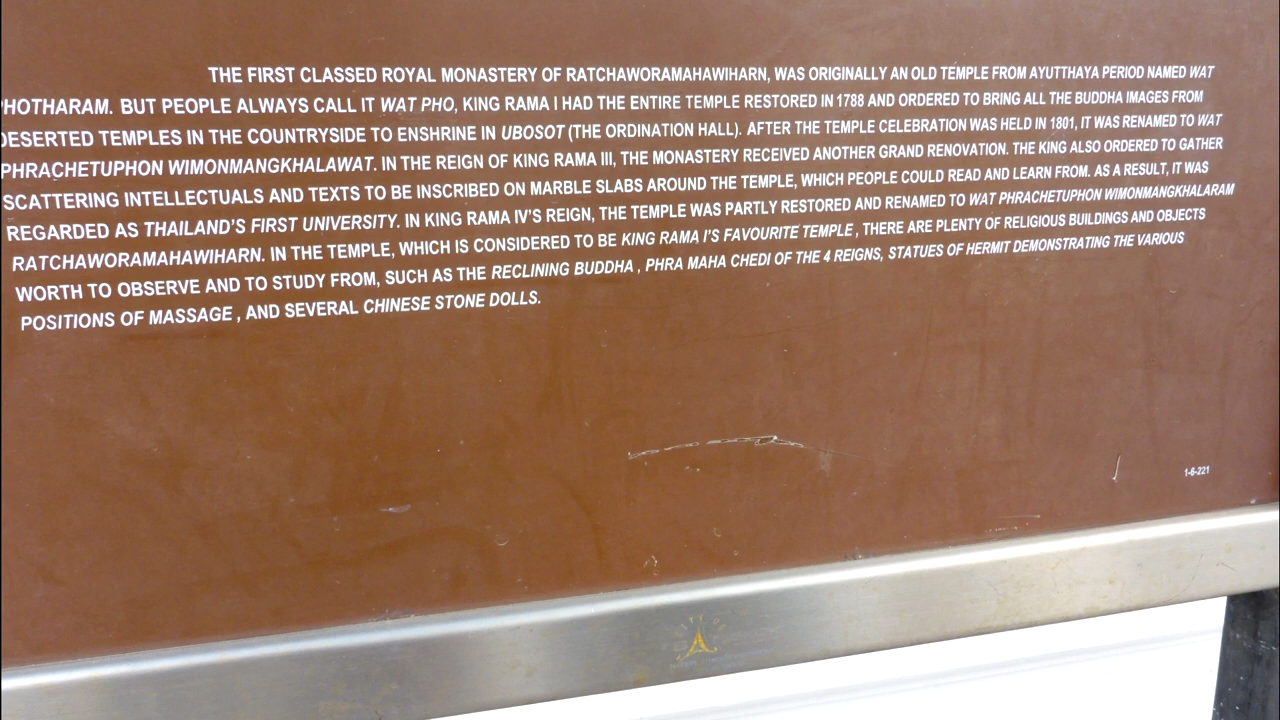 THE FIRST CLASSED ROYAL MONASTERY OF RATCHAWORAMAHAWIHARN, WAS ORIGINALLY AN OLD TEMPLE FROM AYUTTHAYA PERIOD NAMED WAT
HOTHARAM. BUT PEOPLE ALWAYS CALL IT WAT PHO, KING RAMA I HAD THE ENTIRE TEMPLE RESTORED IN 1788 AND ORDERED TO BRING ALL THE BUDDHA IMAGES FROM
DESERTED TEMPLES IN THE COUNTRYSIDE TO ENSHRINE IN UBOSOT (THE ORDINATION HALL). AFTER THE TEMPLE CELEBRATION WAS HELD IN 1801, IT WAS RENAMED TO WAT
PHRACHETUPHON WIMONMANGKHALAWAT. IN THE REIGN OF KING RAMA III, THE MONASTERY RECEIVED ANOTHER GRAND RENOVATION. THE KING ALSO ORDERED TO GATHER
SCATTERING INTELLECTUALS AND TEXTS TO BE INSCRIBED ON MARBLE SLABS AROUND THE TEMPLE, WHICH PEOPLE COULD READ AND LEARN FROM. AS A RESULT, IT WAS
REGARDED AS THAILAND'S FIRST UNIVERSITY. IN KING RAMA IV'S REIGN, THE TEMPLE WAS PARTLY RESTORED AND RENAMED TO WAT PHRACHETUPHON WIMONMANGKHALARAM
RATCHAWORAMAHAWIHARN. IN THE TEMPLE, WHICH IS CONSIDERED TO BE KING RAMA I'S FAVOURITE TEMPLE , THERE ARE PLENTY OF RELIGIOUS BUILDINGS AND OBJECTS
WORTH TO OBSERVE AND TO STUDY FROM, SUCH AS THE RECLINING BUDDHA , PHRA MAHA CHEDI OF THE 4 REIGNS, STATUES OF HERMIT DEMONSTRATING THE VARIOUS
POSITIONS OF MASSAGE , AND SEVERAL CHINESE STONE DOLLS.
1-6-221